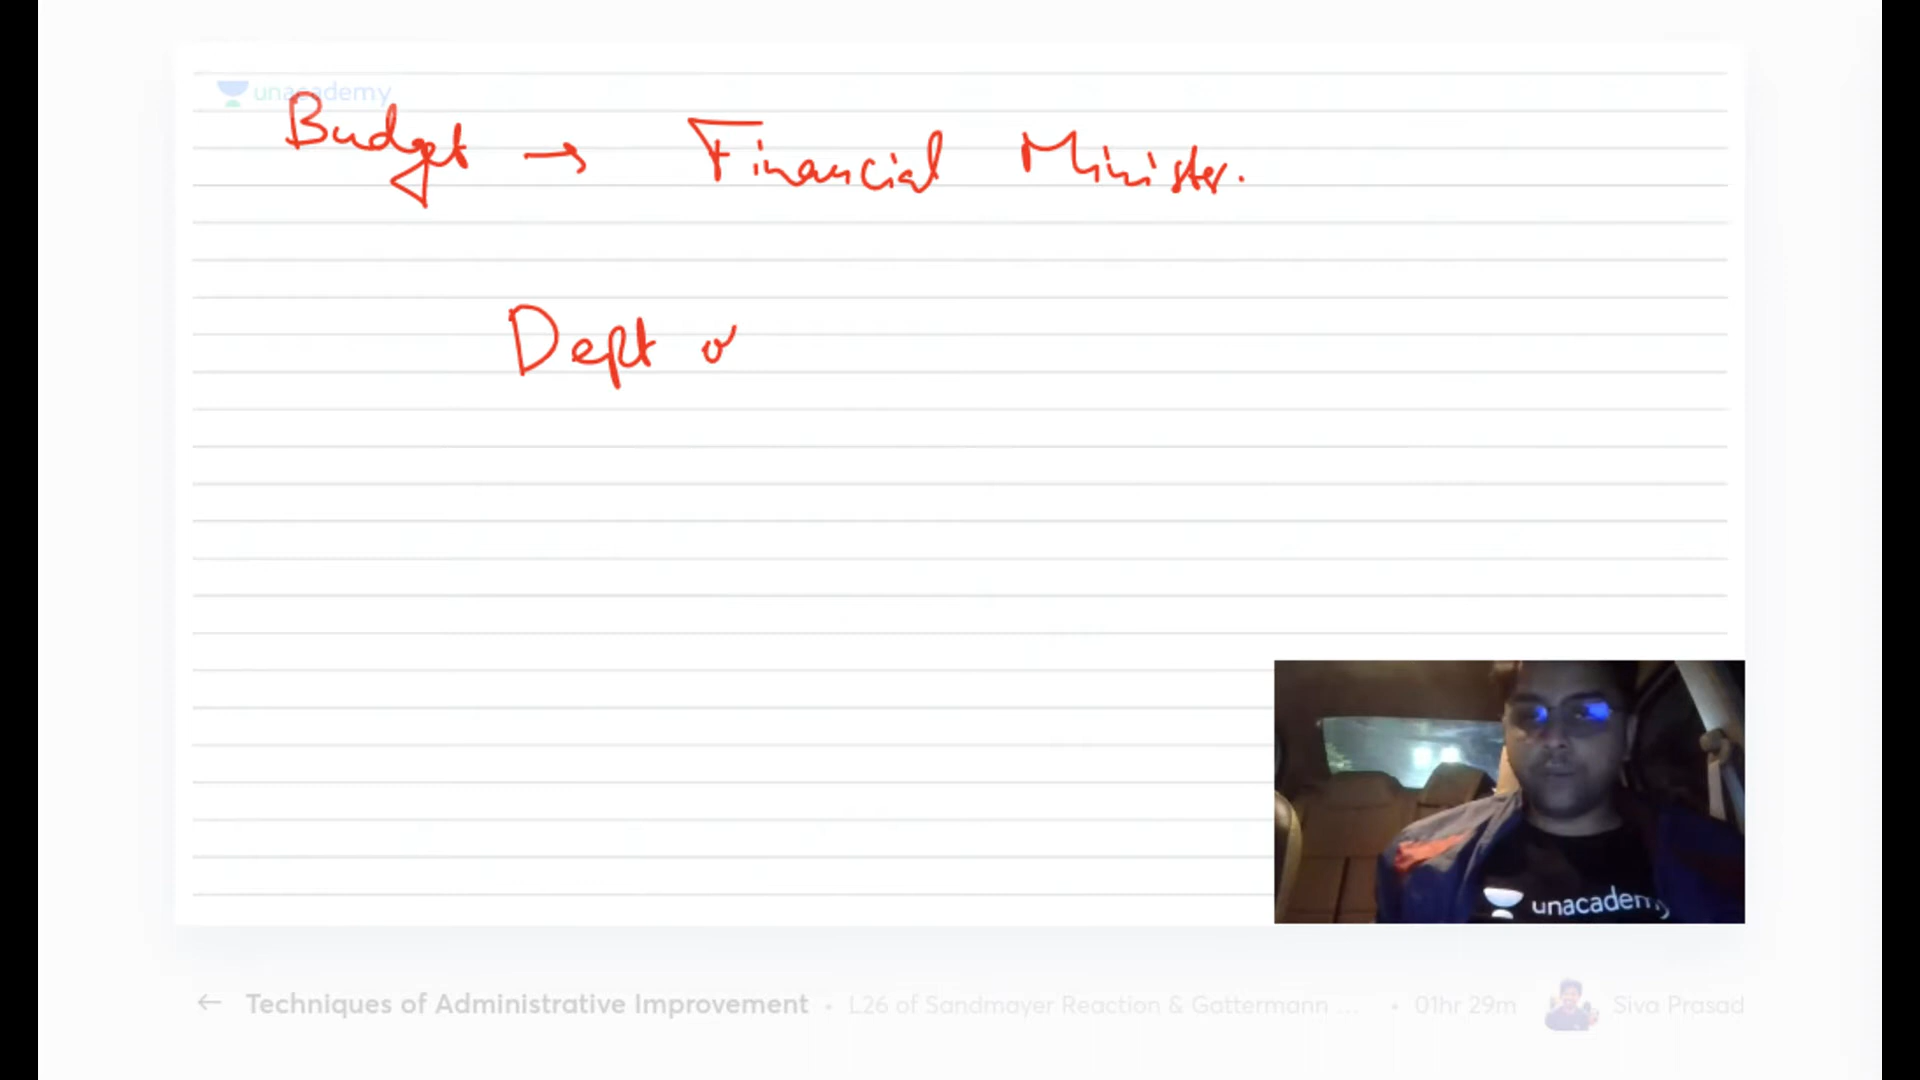 unacademy
Budget → Financial Minister.
Dept o
unacademy
← Techniques of Administrative Improvement • L26 of Sandmayer Reaction & Gattermann ... • 01hr 29m Siva Prasad